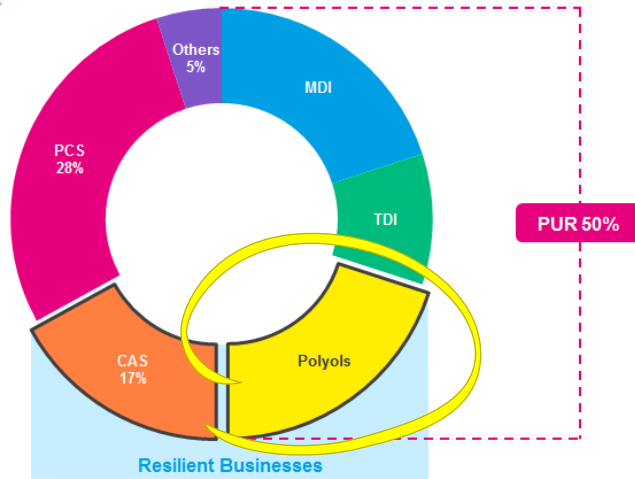 Others
5%
MDI
PCS
28%
TDI
PUR 50%
CAS
17%
Polyols
Resilient Businesses